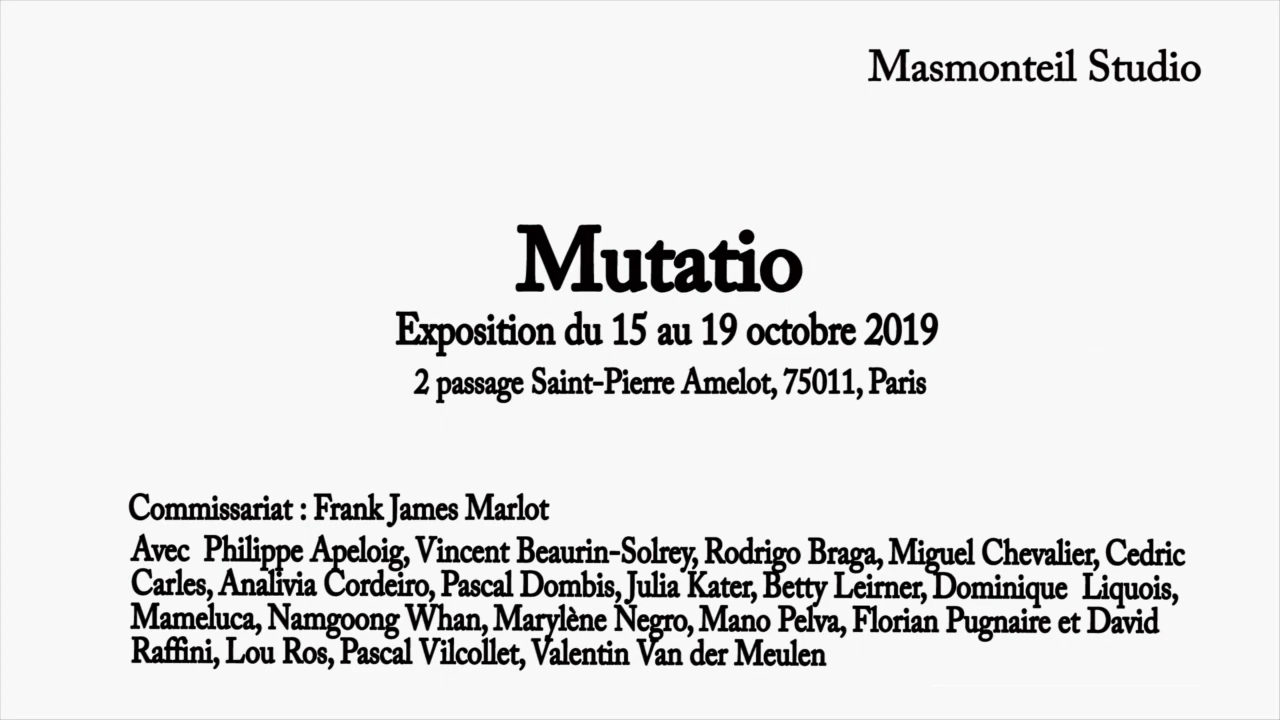 Masmonteil Studio
Mutatio
Exposition du 15 au 19 octobre 2019
2 passage Saint-Pierre Amelot, 75011, Paris
Commissariat : Frank James Marlot
Avec  Philippe Apeloig, Vincent Beaurin-Solrey, Rodrigo Braga, Miguel Chevalier, Cedric
Carles, Analivia Cordeiro, Pascal Dombis, Julia Kater, Betty Leirner, Dominique  Liquois,
Mameluca, Namgoong Whan, Marylène Negro, Mano Pelva, Florian Pugnaire et David
Raffini, Lou Ros, Pascal Vilcollet, Valentin Van der Meulen